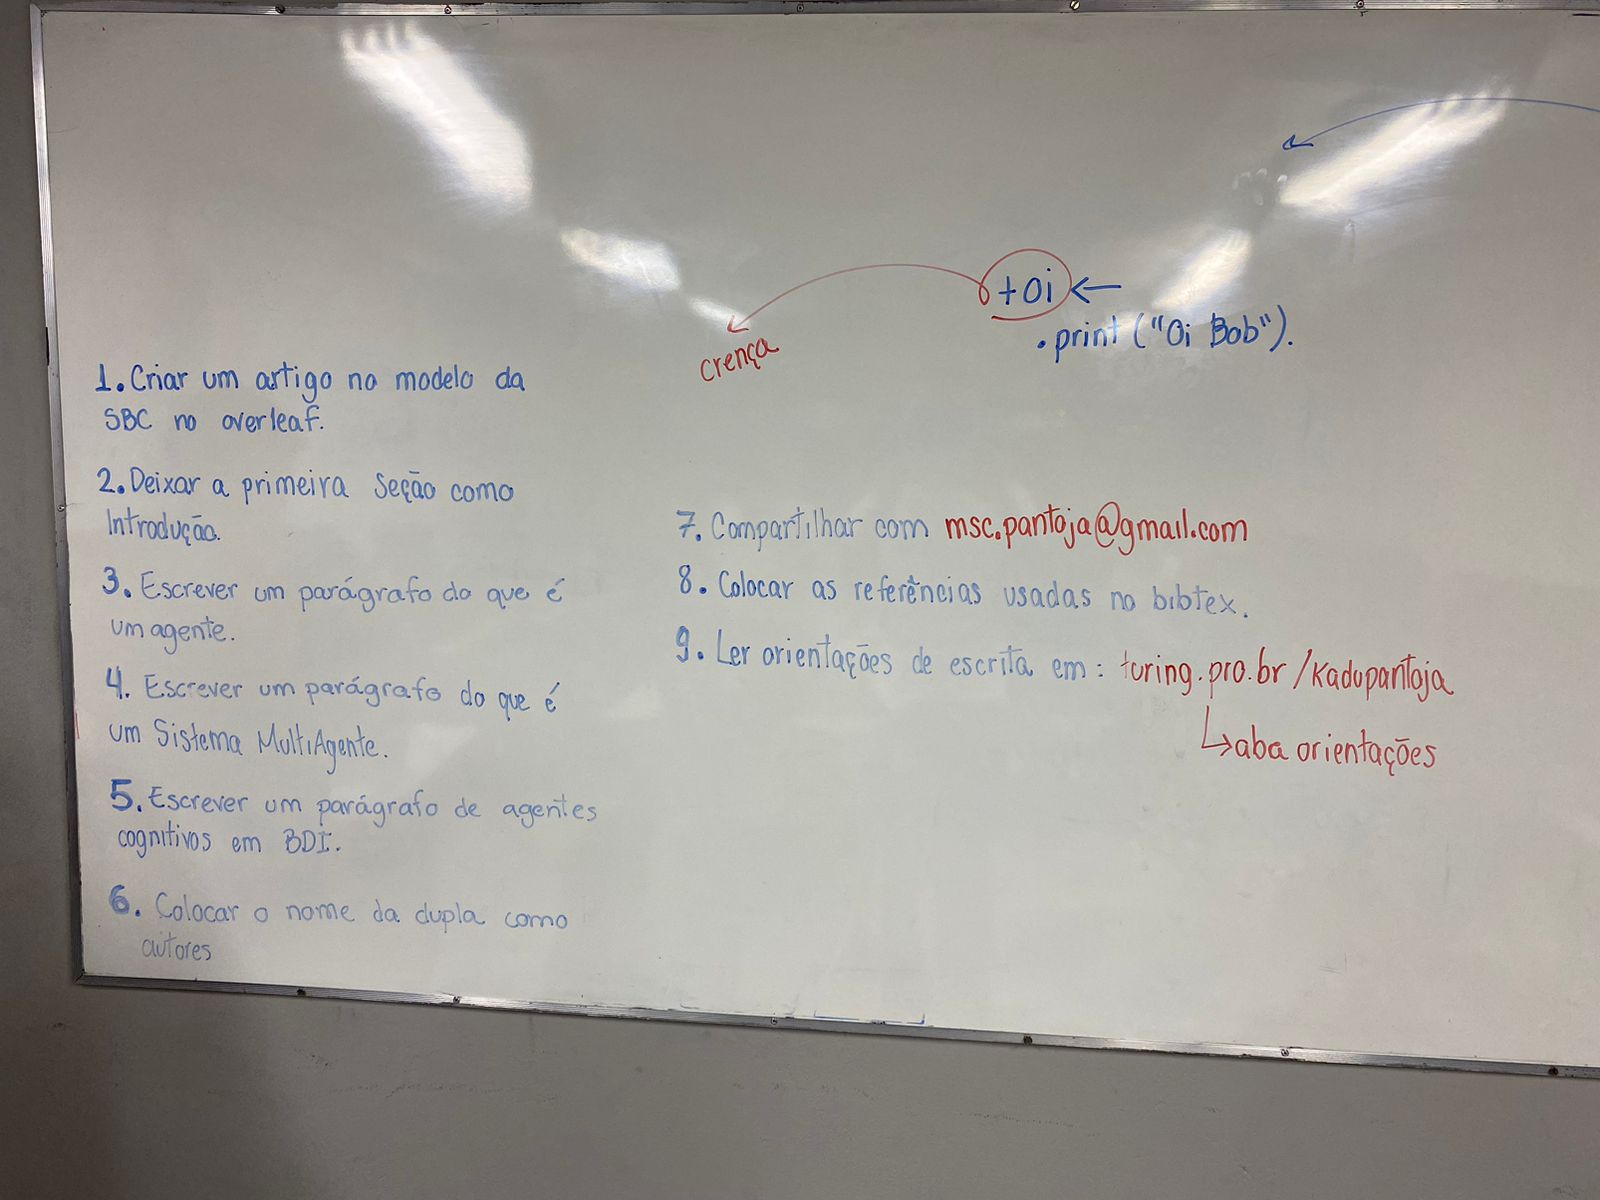 +oi <-
.print ("Oi Bob").
crença
1. Criar um artigo no modelo da
SBC no overleaf.
2. Deixar a primeira Seção como
Introdução.
3. Escrever um parágrafo do que é
um agente.
4. Escrever um parágrafo do que é
um Sistema MultiAgente.
5. Escrever um parágrafo de agentes
cognitivos em BDI.
6. Colocar o nome da dupla como
autores
7. Compartilhar com msc.pantoja@gmail.com
8. Colocar as referências usadas no bibtex.
9. Ler orientações de escrita em: turing.pro.br/kadupantoja
aba orientações